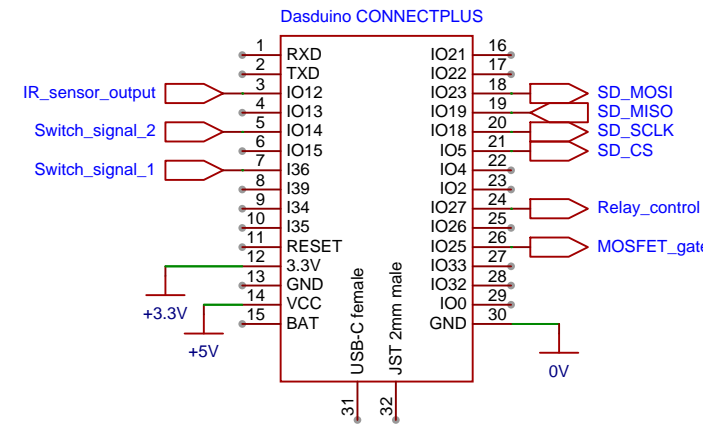 Dasduino CONNECTPLUS
1 RXD IO21 16
2 TXD IO22 17
IR_sensor_output 3 IO12 IO23 18 SD_MOSI
4 IO13 IO19 19 SD_MISO
Switch_signal_2 5 IO14 IO18 20 SD_SCLK
6 IO15 IO5 21 SD_CS
Switch_signal_1 7 I36 IO4 22
8 I39 IO2 23
9 I34 IO27 24 Relay_control
10 I35 IO26 25
11 RESET IO25 26 MOSFET_gate
12 3.3V IO33 27
13 GND IO32 28
+3.3V 14 VCC IO0 29
15 BAT GND 30
+5V
0V
USB-C female
JST 2mm male
31
32